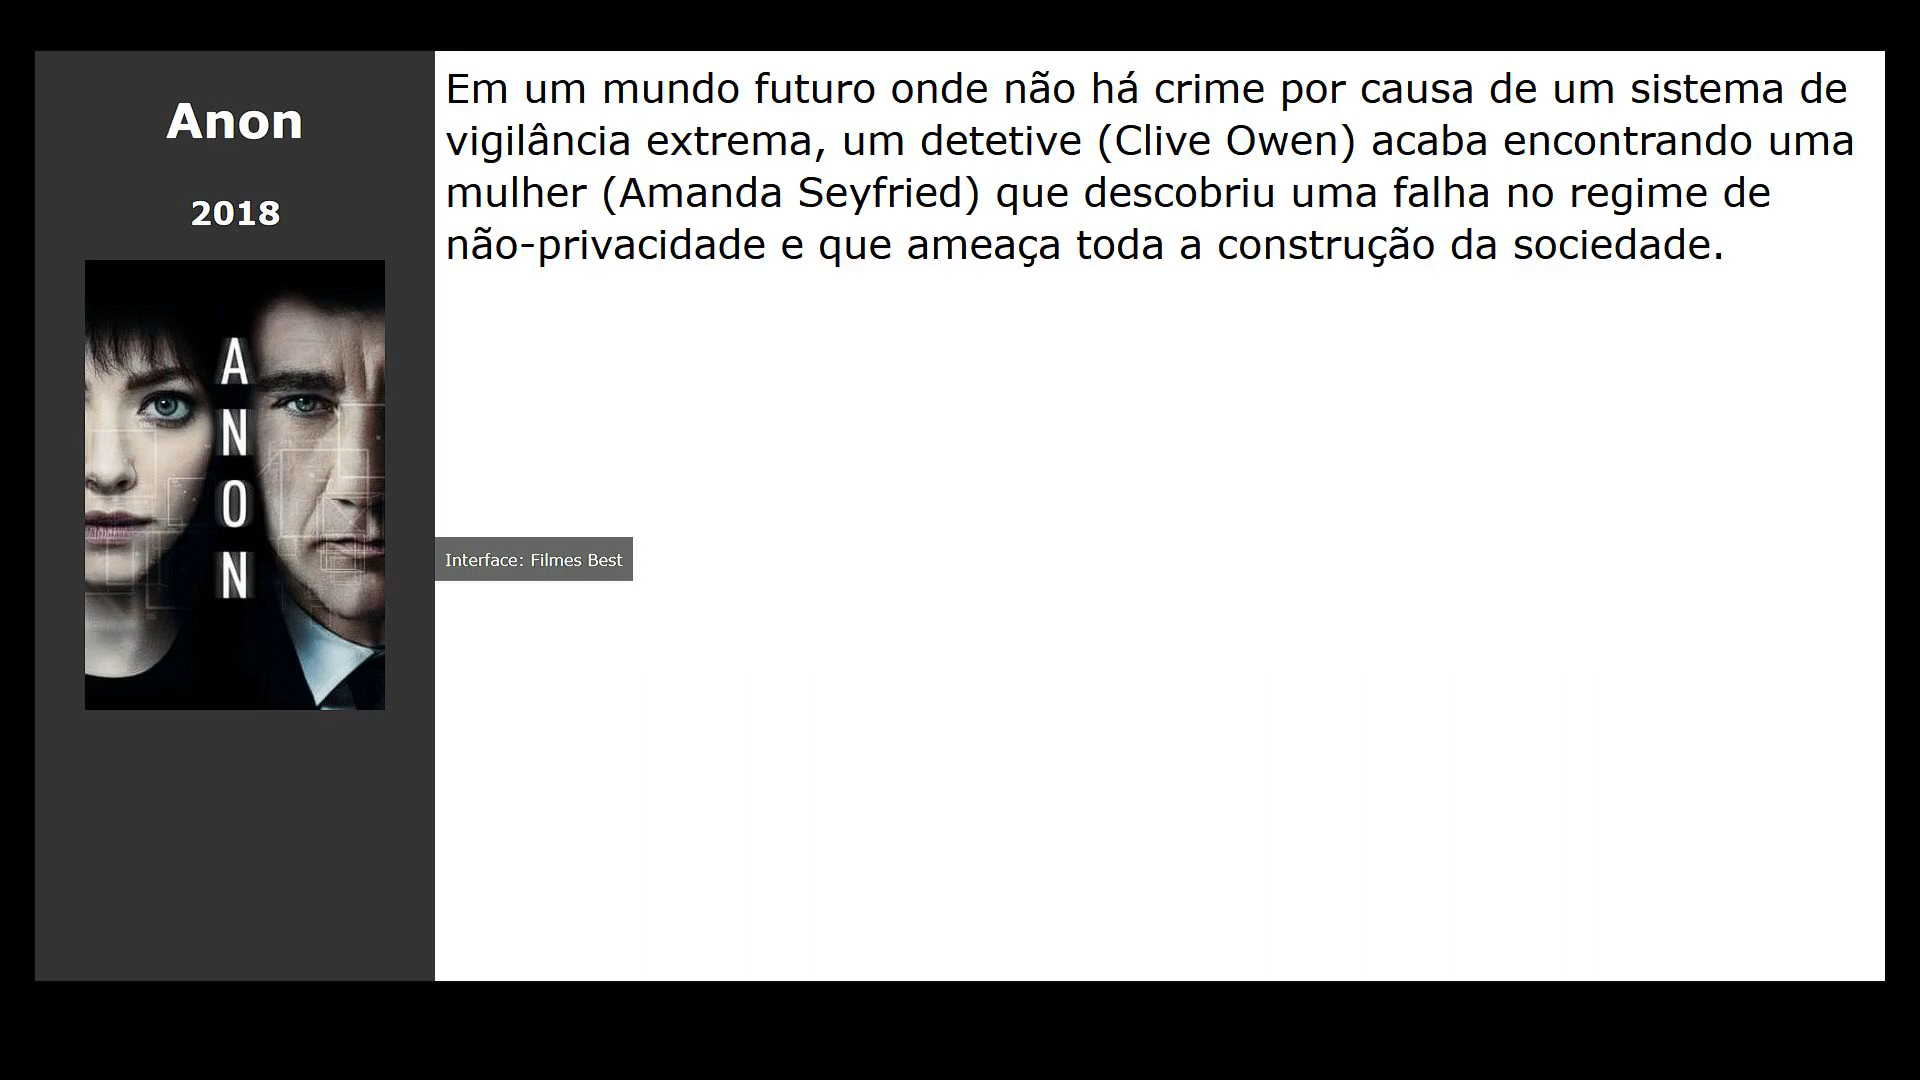 Anon
2018
A
N
O
N
Em um mundo futuro onde não há crime por causa de um sistema de
vigilância extrema, um detetive (Clive Owen) acaba encontrando uma
mulher (Amanda Seyfried) que descobriu uma falha no regime de
não-privacidade e que ameaça toda a construção da sociedade.
Interface: Filmes Best